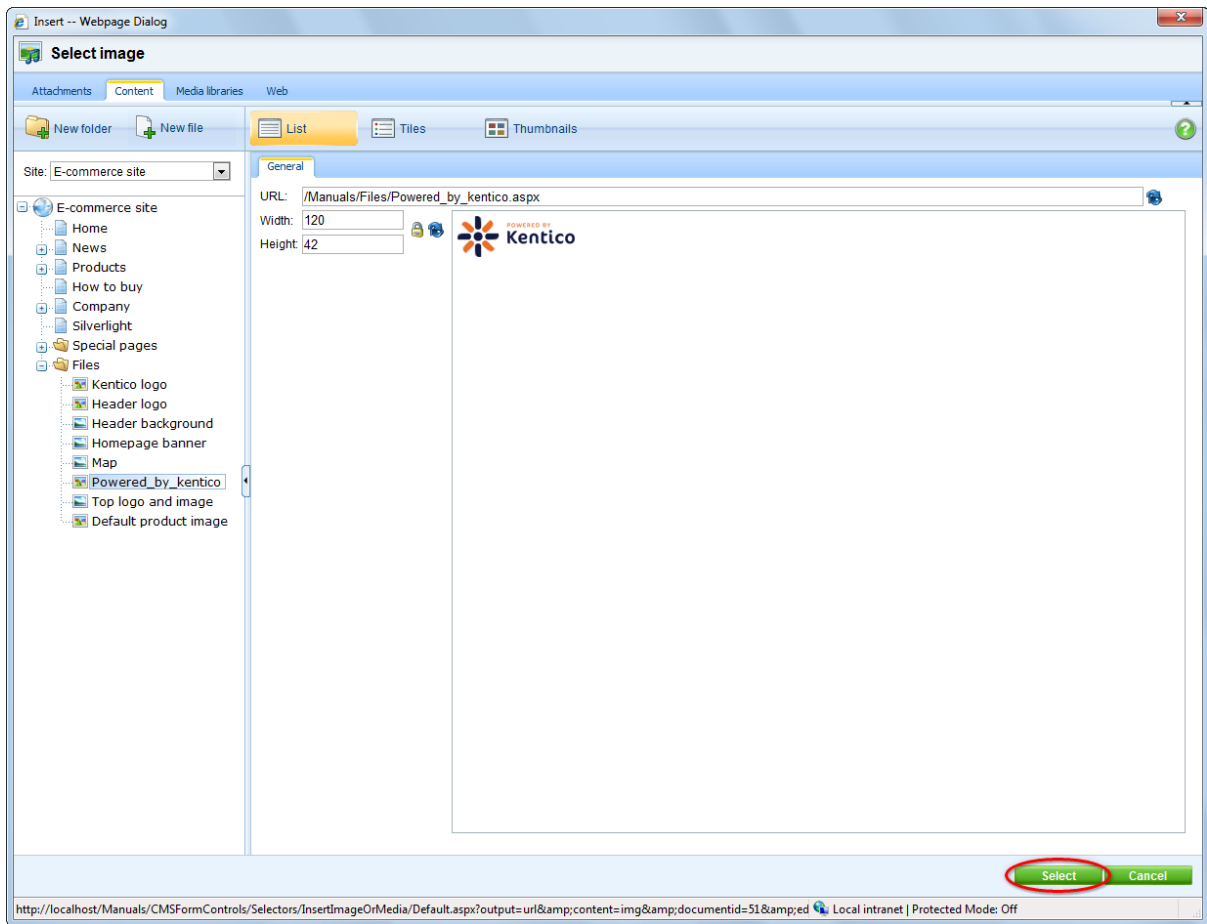 Insert -- Webpage Dialog
Select image
Attachments Content Media libraries Web
New folder New file List Tiles Thumbnails
Site: E-commerce site
General
URL: /Manuals/Files/Powered_by_kentico.aspx
Width: 120
Height: 42
POWERED BY
Kentico
E-commerce site
Home
News
Products
How to buy
Company
Silverlight
Special pages
Files
Kentico logo
Header logo
Header background
Homepage banner
Map
Powered_by_kentico
Top logo and image
Default product image
Select Cancel
http://localhost/Manuals/CMSFormControls/Selectors/InsertImageOrMedia/Default.aspx?output=url&amp;content=img&amp;documentid=51&amp;ed Local intranet | Protected Mode: Off